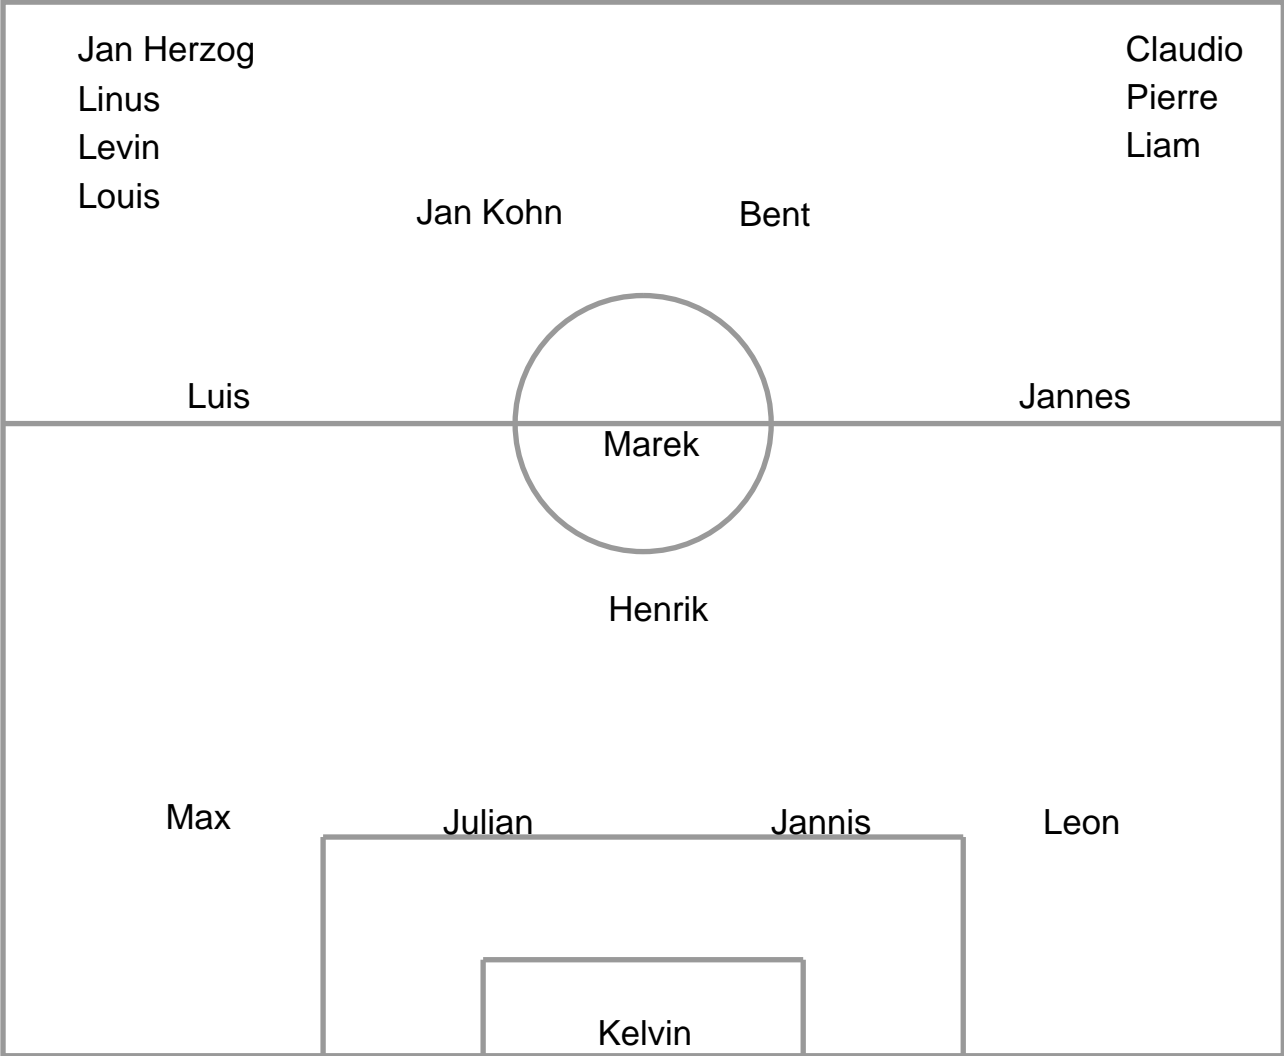 Jan Herzog
Linus
Levin
Louis
Claudio
Pierre
Liam
Jan Kohn
Bent
Luis
Jannes
Marek
Henrik
Max
Julian
Jannis
Leon
Kelvin